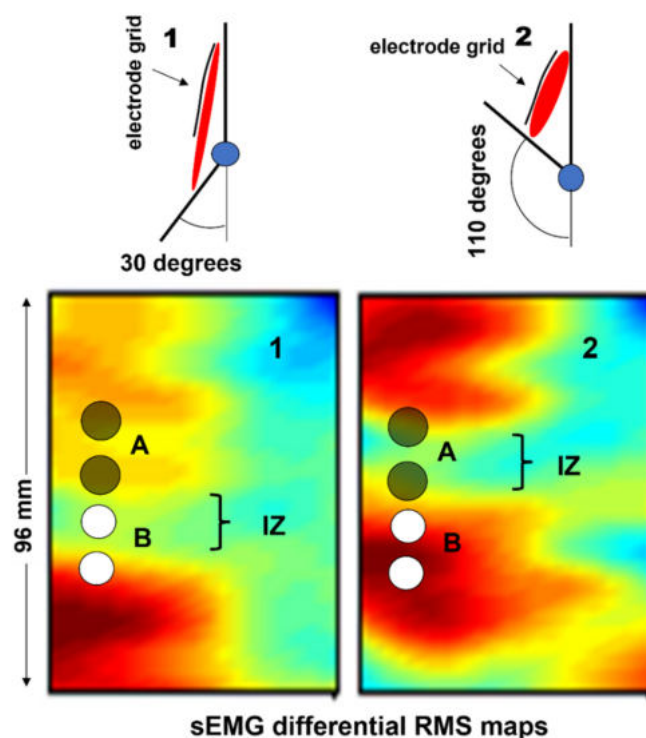 1
electrode grid
30 degrees
electrode grid
2
110 degrees
96 mm
1
A
B
IZ
2
A
B
IZ
sEMG differential RMS maps